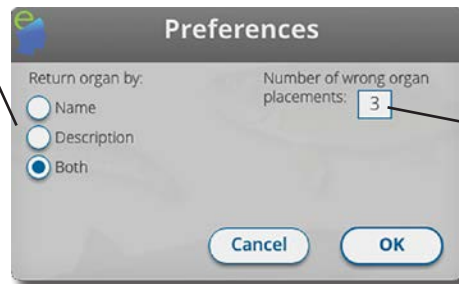 Preferences
Return organ by:
Name
Description
Both
Number of wrong organ
placements: 3
Cancel
OK